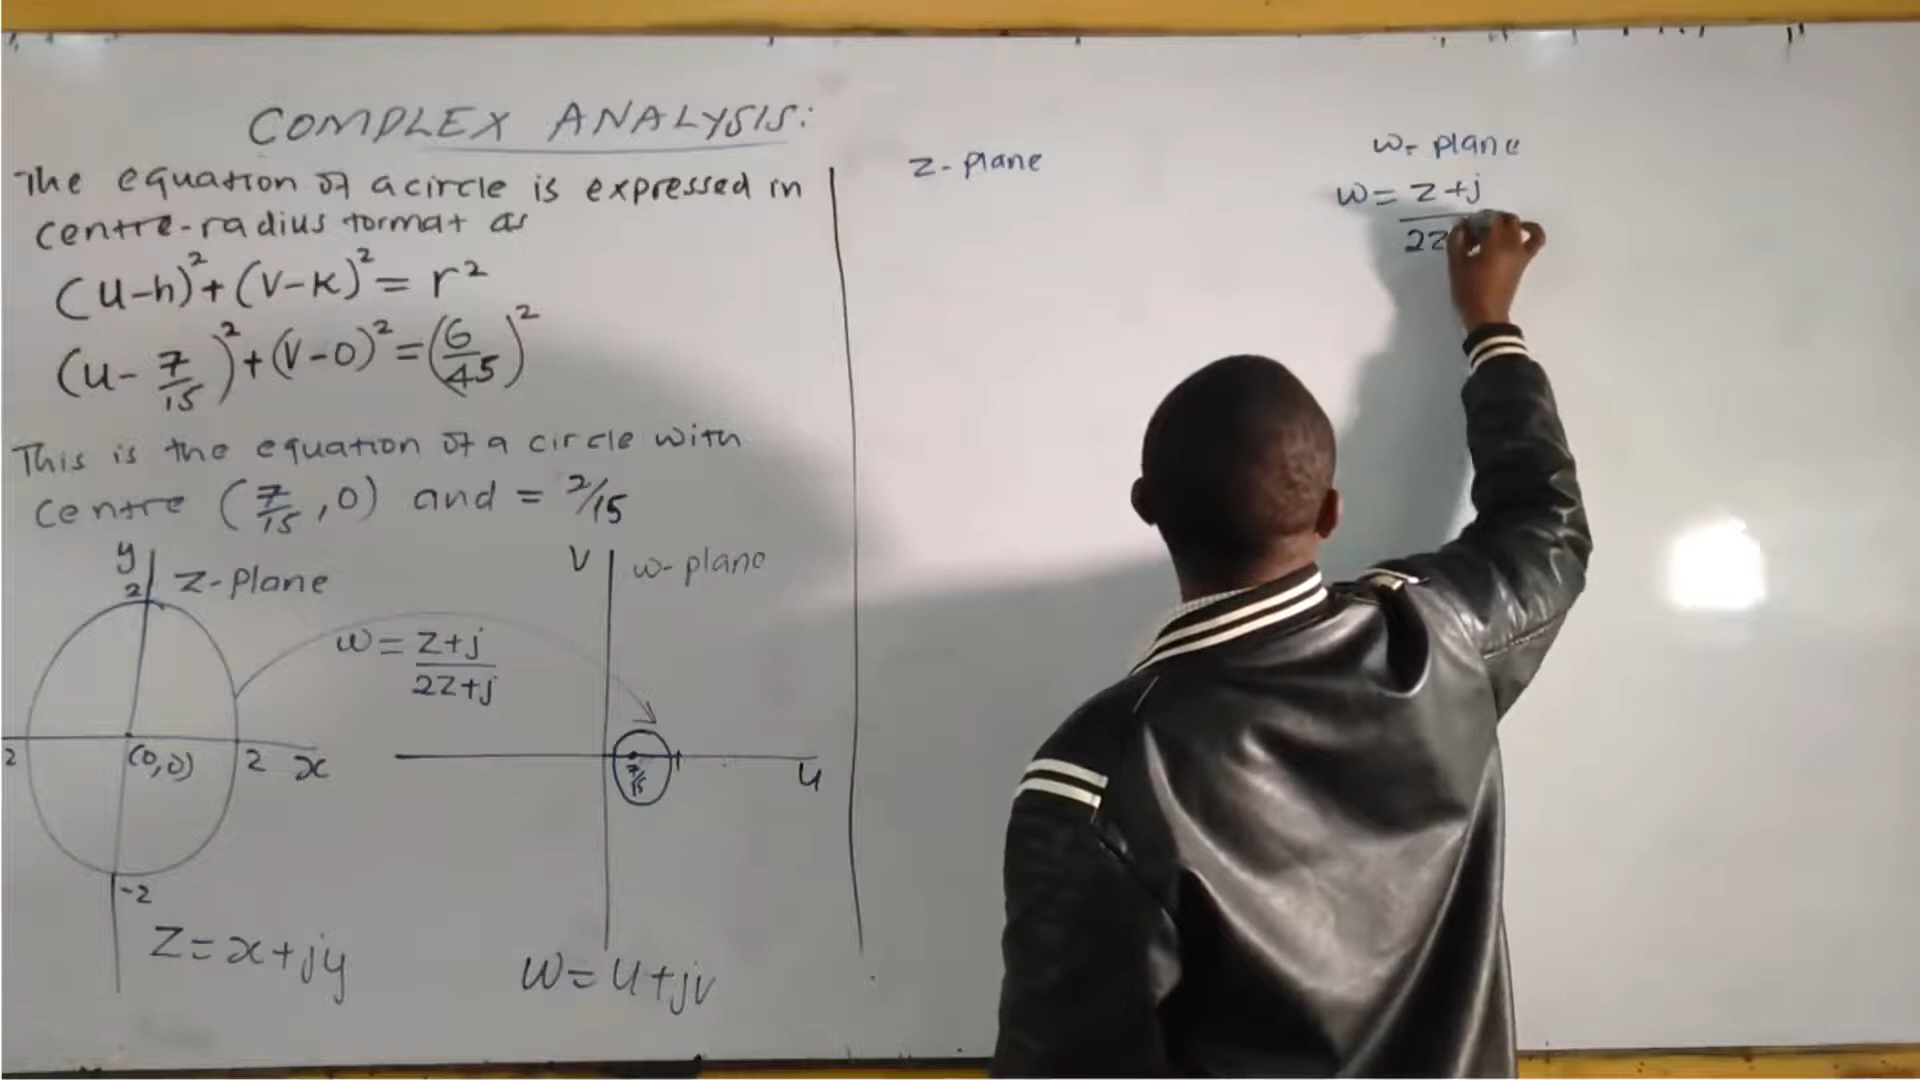 COMPLEX ANALYSIS:
The equation of a circle is expressed in
centre-radius format as
(u-h)²+(v-k)²= r²
(u- 7/15)²+(v-0)²=(6/45)²
This is the equation of a circle with
centre (7/15,0) and = 2/15
y
2
z-plane
w= z+j/2z+j
2
(0,0)
2
x
-2
z=x+jy
v
w-plane
7/15
1
u
w=u+jv
z-plane
w-plane
w= z+j/2z